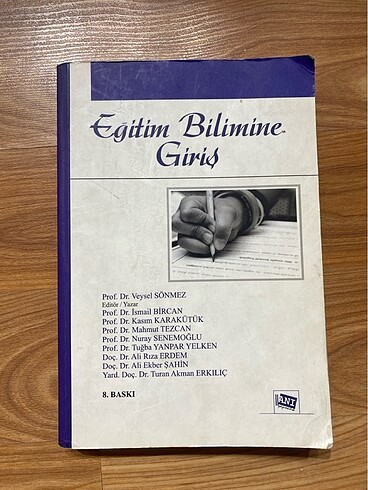 Eğitim Bilimine
Giriş
Prof. Dr. Veysel SÖNMEZ
Editör / Yazar
Prof. Dr. İsmail BİRCAN
Prof. Dr. Kasım KARAKÜTÜK
Prof. Dr. Mahmut TEZCAN
Prof. Dr. Nuray SENEMOĞLU
Prof. Dr. Tuğba YANPAR YELKEN
Doç. Dr. Ali Rıza ERDEM
Doç. Dr. Ali Ekber ŞAHİN
Yard. Doç. Dr. Turan Akman ERKILIÇ
8. BASKI
ANI